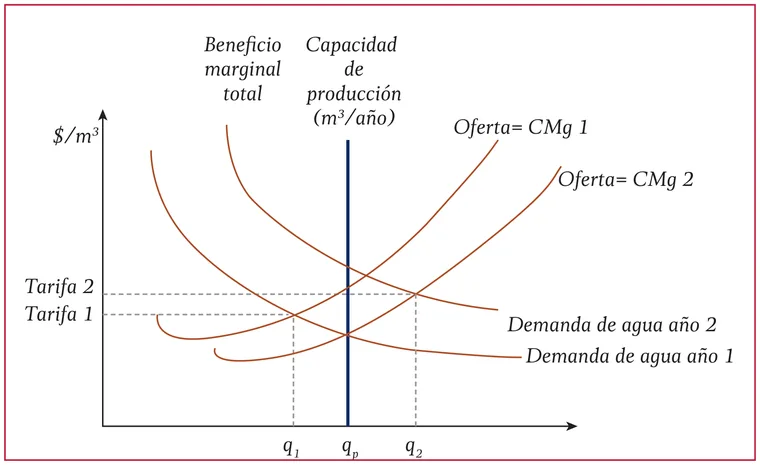 Beneficio
marginal
total
Capacidad
de
producción
(m³/año)
$/m³
Oferta= CMg 1
Oferta= CMg 2
Tarifa 2
Tarifa 1
Demanda de agua año 2
Demanda de agua año 1
q₁
qₚ
q₂